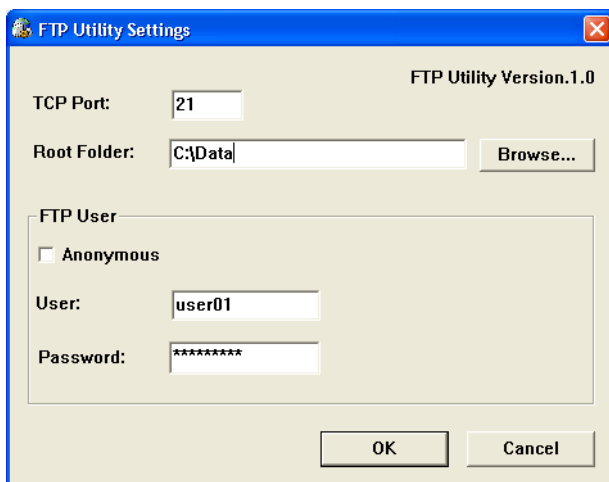 FTP Utility Settings
FTP Utility Version.1.0
TCP Port: 21
Root Folder: C:\Data Browse...
FTP User
Anonymous
User: user01
Password: *********
OK Cancel